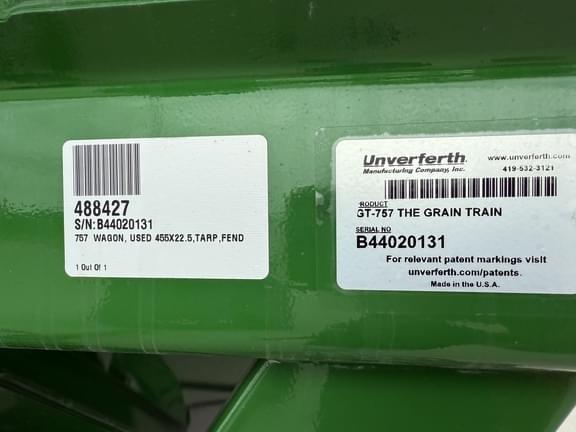 488427
S/N:B44020131
757 WAGON, USED 455X22.5,TARP,FEND
1 Out Of 1
Unverferth
Manufacturing Company, Inc.
www.unverferth.com
419-532-3121
PRODUCT
GT-757 THE GRAIN TRAIN
SERIAL NO
B44020131
For relevant patent markings visit
unverferth.com/patents.
Made in the U.S.A.